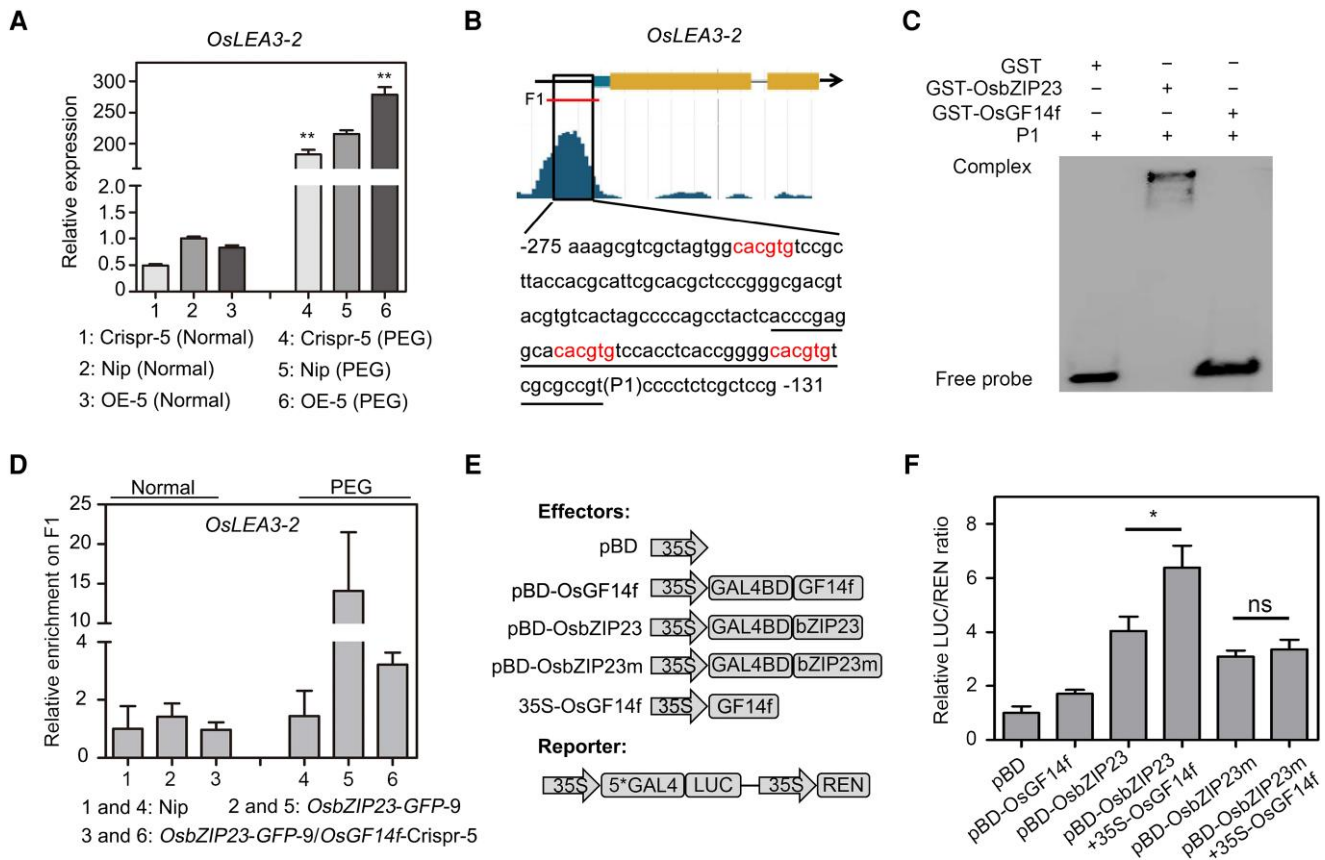 A
OsLEA3-2
Relative expression
300
200
100
2.0
1.5
1.0
0.5
0
**
**
1 2 3 4 5 6
1: Crispr-5 (Normal) 4: Crispr-5 (PEG)
2: Nip (Normal) 5: Nip (PEG)
3: OE-5 (Normal) 6: OE-5 (PEG)
B
OsLEA3-2
F1
-275 aaagcgtcgctagtggcacgtgtccgc
ttaccacgcattcgcacgctcccgggcgacgt
acgtgtcactagccccagcctactcacccgag
gcacacgtgtccacctcaccggggcacgtgt
cgcgccgt(P1)cccctctcgctccg -131
C
GST + – –
GST-OsbZIP23 – + –
GST-OsGF14f – – +
P1 + + +
Complex
Free probe
D
Normal PEG
OsLEA3-2
Relative enrichment on F1
25
20
15
10
4
2
0
1 2 3 4 5 6
1 and 4: Nip 2 and 5: OsbZIP23-GFP-9
3 and 6: OsbZIP23-GFP-9/OsGF14f-Crispr-5
E
Effectors:
pBD 35S
pBD-OsGF14f 35S GAL4BD GF14f
pBD-OsbZIP23 35S GAL4BD bZIP23
pBD-OsbZIP23m 35S GAL4BD bZIP23m
35S-OsGF14f 35S GF14f
Reporter:
35S 5*GAL4 LUC 35S REN
F
Relative LUC/REN ratio
8
6
4
2
0
*
ns
pBD
pBD-OsGF14f
pBD-OsbZIP23
pBD-OsbZIP23
+35S-OsGF14f
pBD-OsbZIP23m
pBD-OsbZIP23m
+35S-OsGF14f